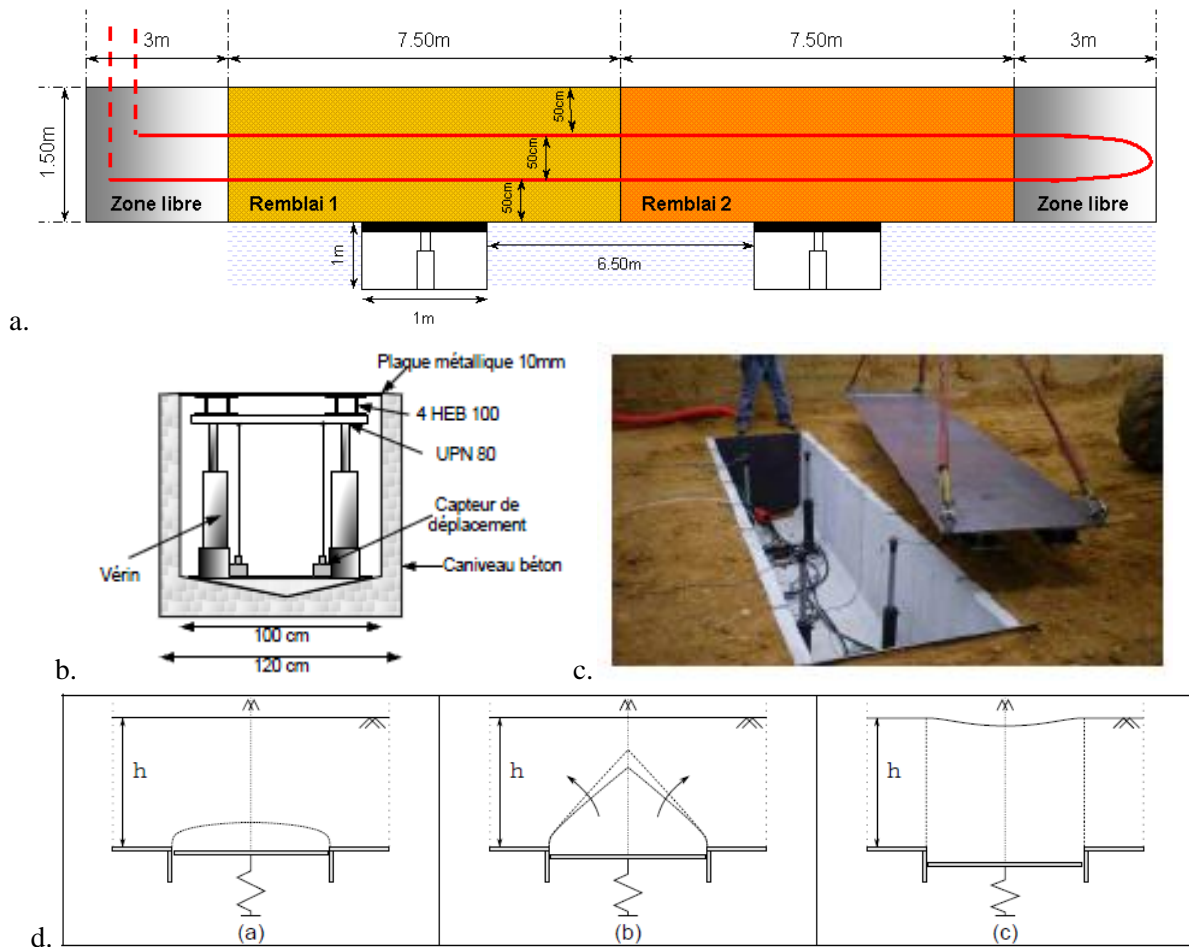 3m 7.50m 7.50m 3m
1.50m
50cm
50cm
50cm
Zone libre Remblai 1 Remblai 2 Zone libre
1m
6.50m
1m
a.
Plaque métallique 10mm
4 HEB 100
UPN 80
Capteur de
déplacement
Vérin
Caniveau béton
100 cm
120 cm
b. c.
h h h
(a) (b) (c)
d.